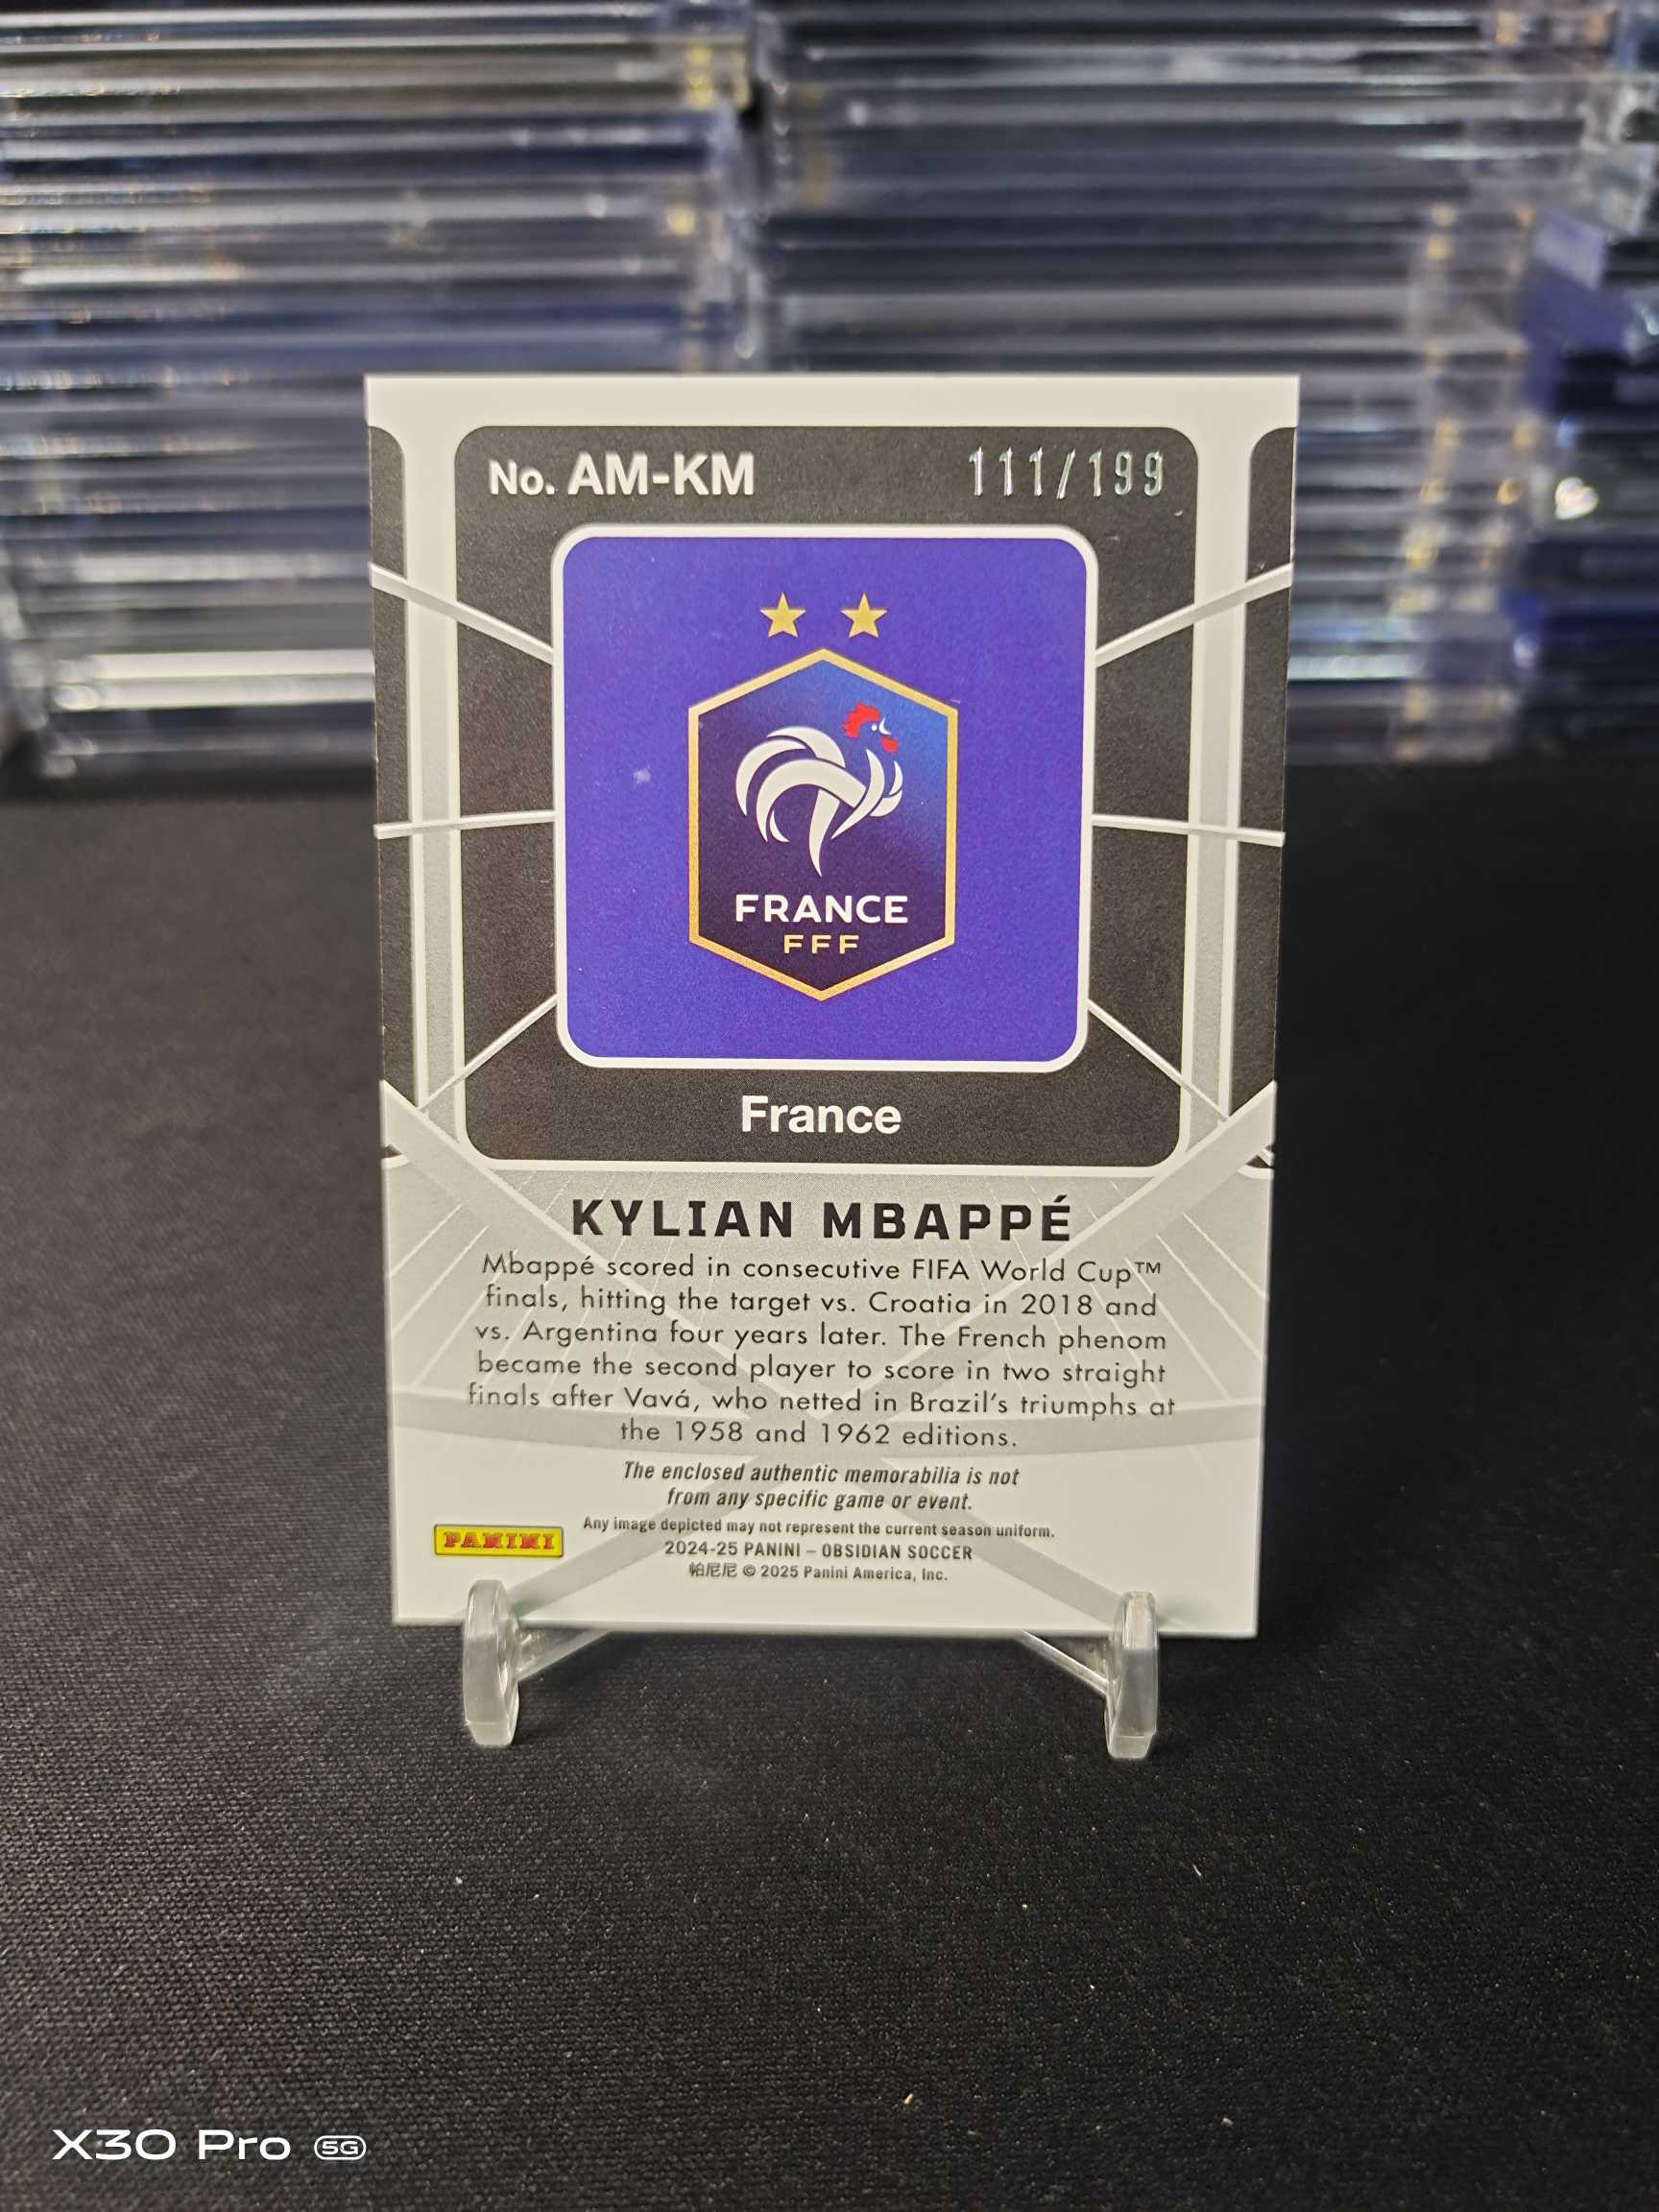 No. AM-KM 111/199
FRANCE
FFF
France
KYLIAN MBAPPÉ
Mbappé scored in consecutive FIFA World Cup™
finals, hitting the target vs. Croatia in 2018 and
vs. Argentina four years later. The French phenom
became the second player to score in two straight
finals after Vavá, who netted in Brazil's triumphs at
the 1958 and 1962 editions.
The enclosed authentic memorabilia is not
from any specific game or event.
Any image depicted may not represent the current season uniform.
PANINI
2024-25 PANINI – OBSIDIAN SOCCER
帕尼尼 © 2025 Panini America, Inc.
X30 Pro 5G